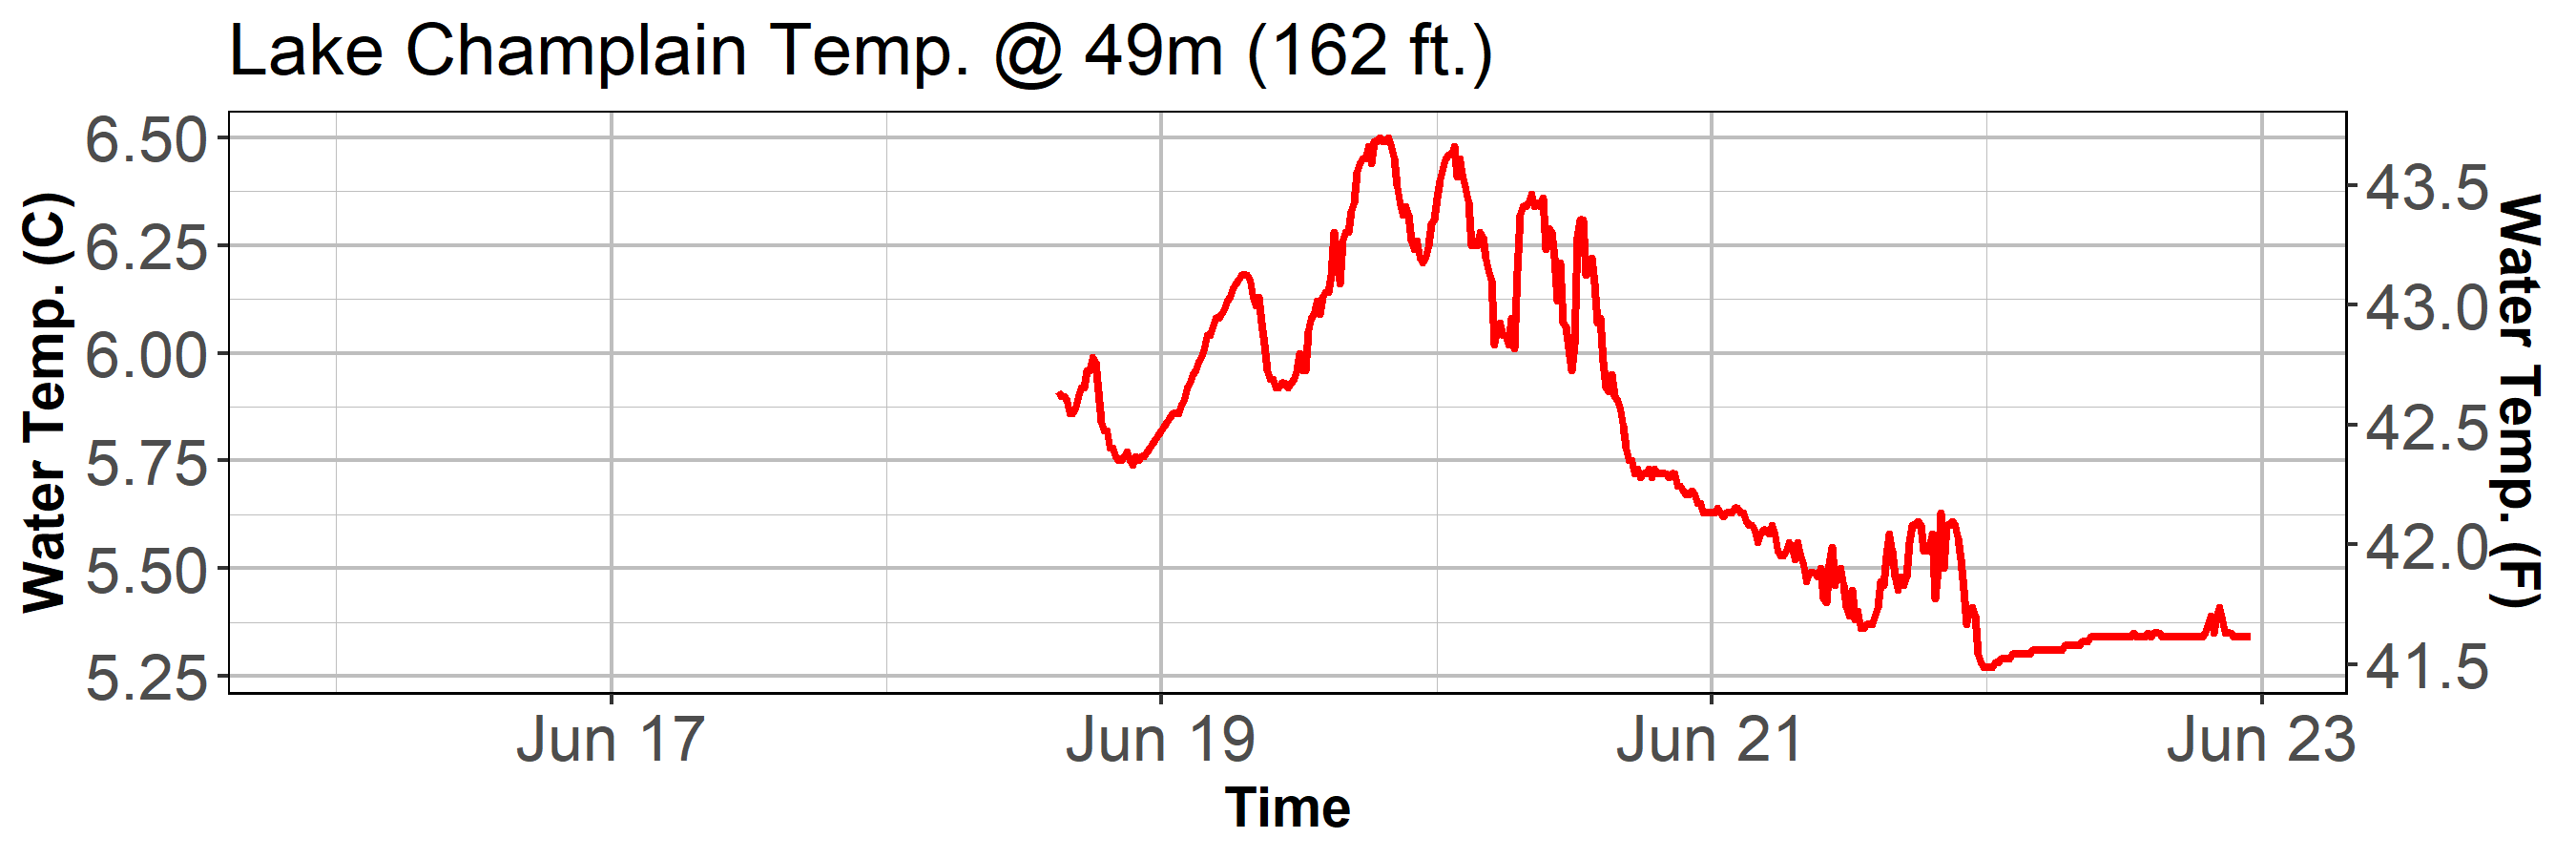 Lake Champlain Temp. @ 49m (162 ft.)
Water Temp. (C)
6.50
6.25
6.00
5.75
5.50
5.25
43.5
43.0
42.5
42.0
41.5
Water Temp. (F)
Jun 17 Jun 19 Jun 21 Jun 23
Time